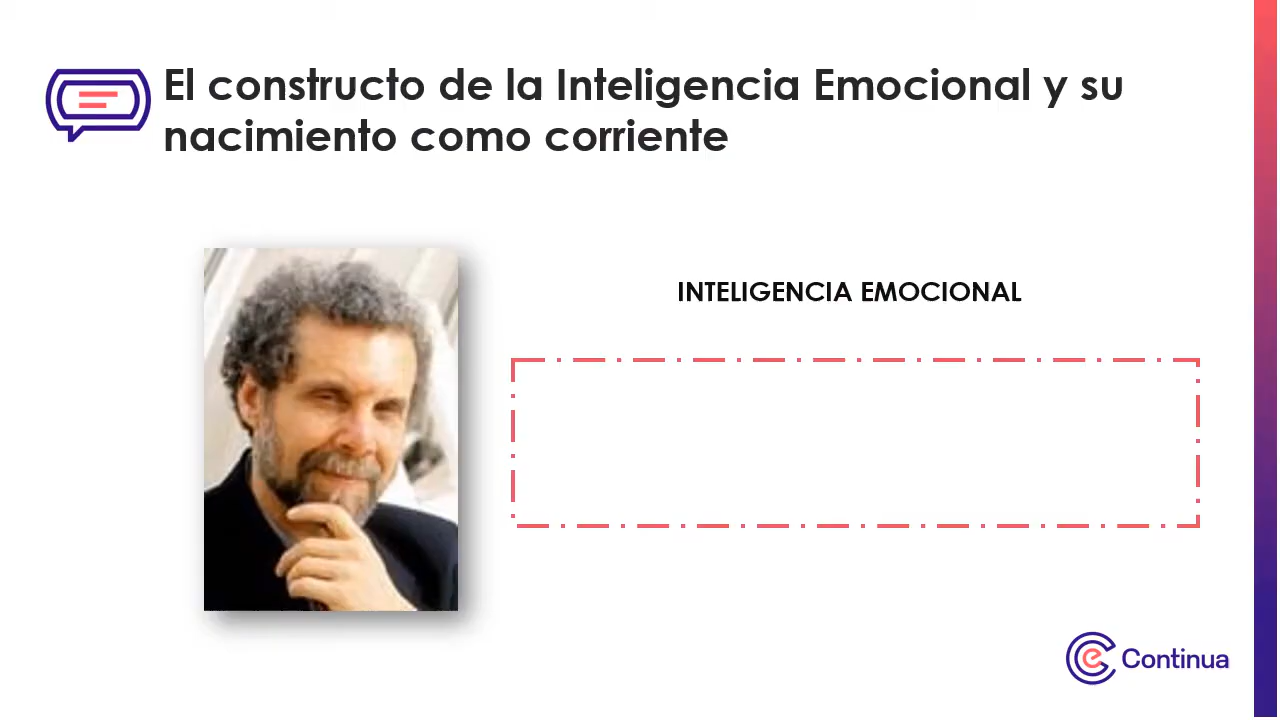 El constructo de la Inteligencia Emocional y su
nacimiento como corriente
INTELIGENCIA EMOCIONAL
Continua